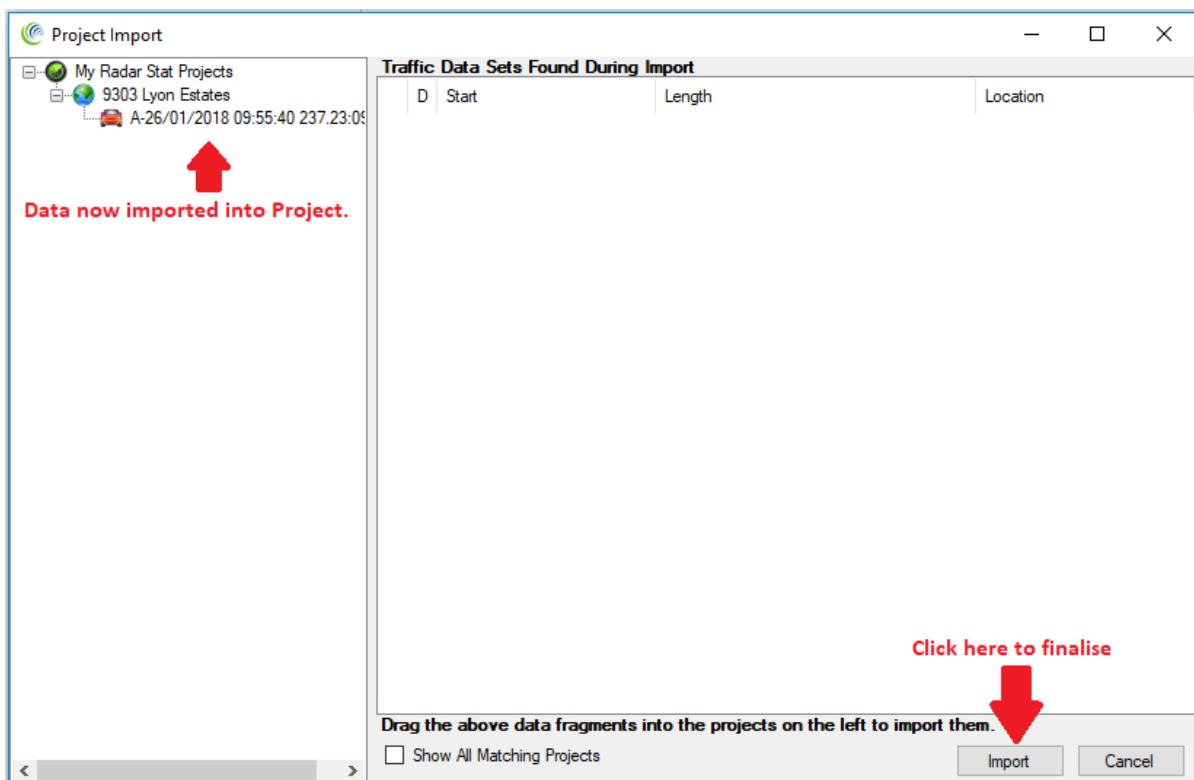 Project Import
My Radar Stat Projects
9303 Lyon Estates
A-26/01/2018 09:55:40 237.23:09
Data now imported into Project.
Traffic Data Sets Found During Import
D Start Length Location
Click here to finalise
Drag the above data fragments into the projects on the left to import them.
Show All Matching Projects
Import Cancel